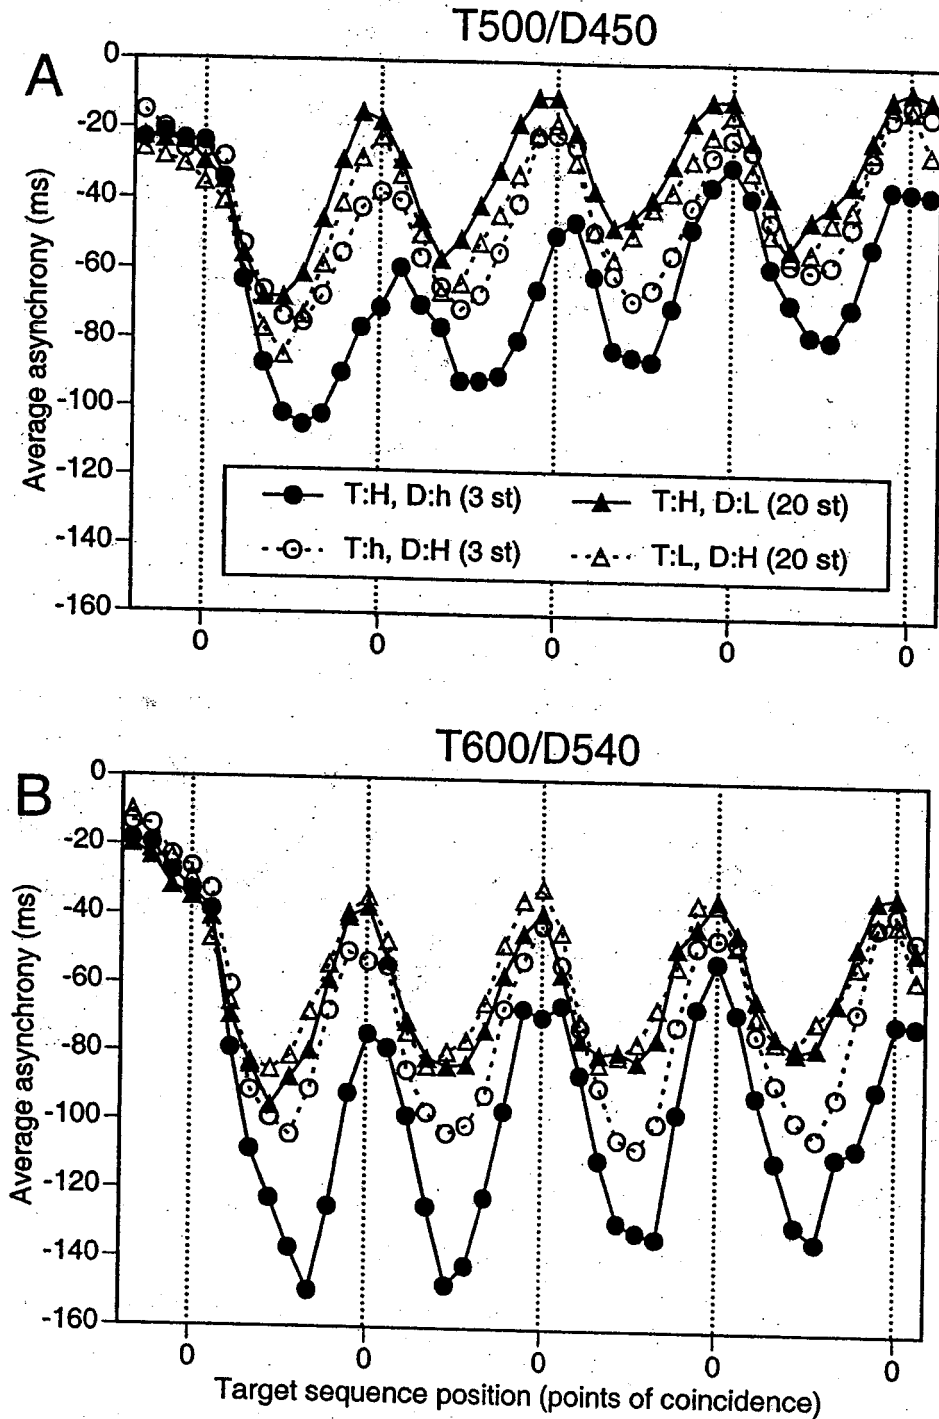 T500/D450
A
Average asynchrony (ms)
0
-20
-40
-60
-80
-100
-120
-140
-160
T:H, D:h (3 st)
T:H, D:L (20 st)
T:h, D:H (3 st)
T:L, D:H (20 st)
0 0 0 0 0
T600/D540
B
Average asynchrony (ms)
0
-20
-40
-60
-80
-100
-120
-140
-160
0 0 0 0 0
Target sequence position (points of coincidence)